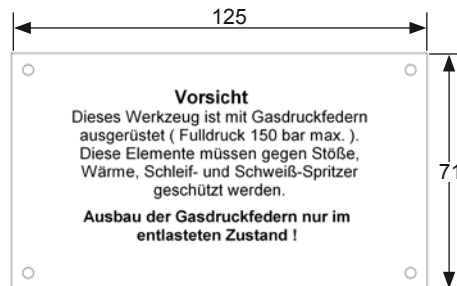 125
Vorsicht
Dieses Werkzeug ist mit Gasdruckfedern
ausgerüstet ( Fulldruck 150 bar max. ).
Diese Elemente müssen gegen Stöße,
Wärme, Schleif- und Schweiß-Spritzer
geschützt werden.
Ausbau der Gasdruckfedern nur im
entlasteten Zustand !
71